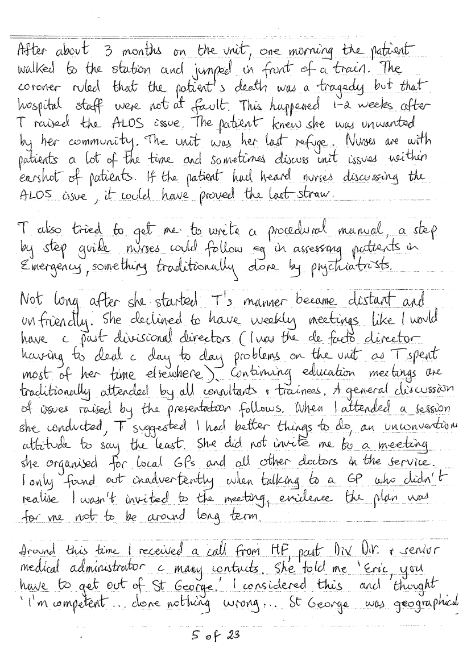 After about 3 months on the unit, one morning the patient
walked to the station and jumped in front of a train. The
coroner ruled that the patient's death was a tragedy but that
hospital staff were not at fault. This happened 1-2 weeks after
T raised the ALOS issue. The patient knew she was unwanted
by her community. The unit was her last refuge. Nurses are with
patients a lot of the time and sometimes discuss unit issues within
earshot of patients. If the patient had heard nurses discussing the
ALOS issue, it could have proved the last straw.
T also tried to get me to write a procedural manual, a step
by step guide nurses could follow eg in assessing patients in
Emergency, something traditionally done by psychiatrists.
Not long after she started T's manner became distant and
unfriendly. She declined to have weekly meetings like I would
have c past divisional directors (I was the de facto director
having to deal c day to day problems on the unit as T spent
most of her time elsewhere). Continuing education meetings are
traditionally attended by all consultants + trainees. A general discussion
of issues raised by the presentation follows. When I attended a session
she conducted, T suggested I had better things to do, an unconventional
attitude to say the least. She did not invite me to a meeting
she organised for local GPs and all other doctors in the service.
I only found out inadvertently when talking to a GP who didn't
realise I wasn't invited to the meeting, evidence the plan was
for me not to be around long term.
Around this time I received a call from HF, past Div Dir. + senior
medical administrator c many contacts. She told me 'Eric, you
have to get out of St George.' I considered this and thought
'I'm competent... done nothing wrong... St George was geographical
5 of 23